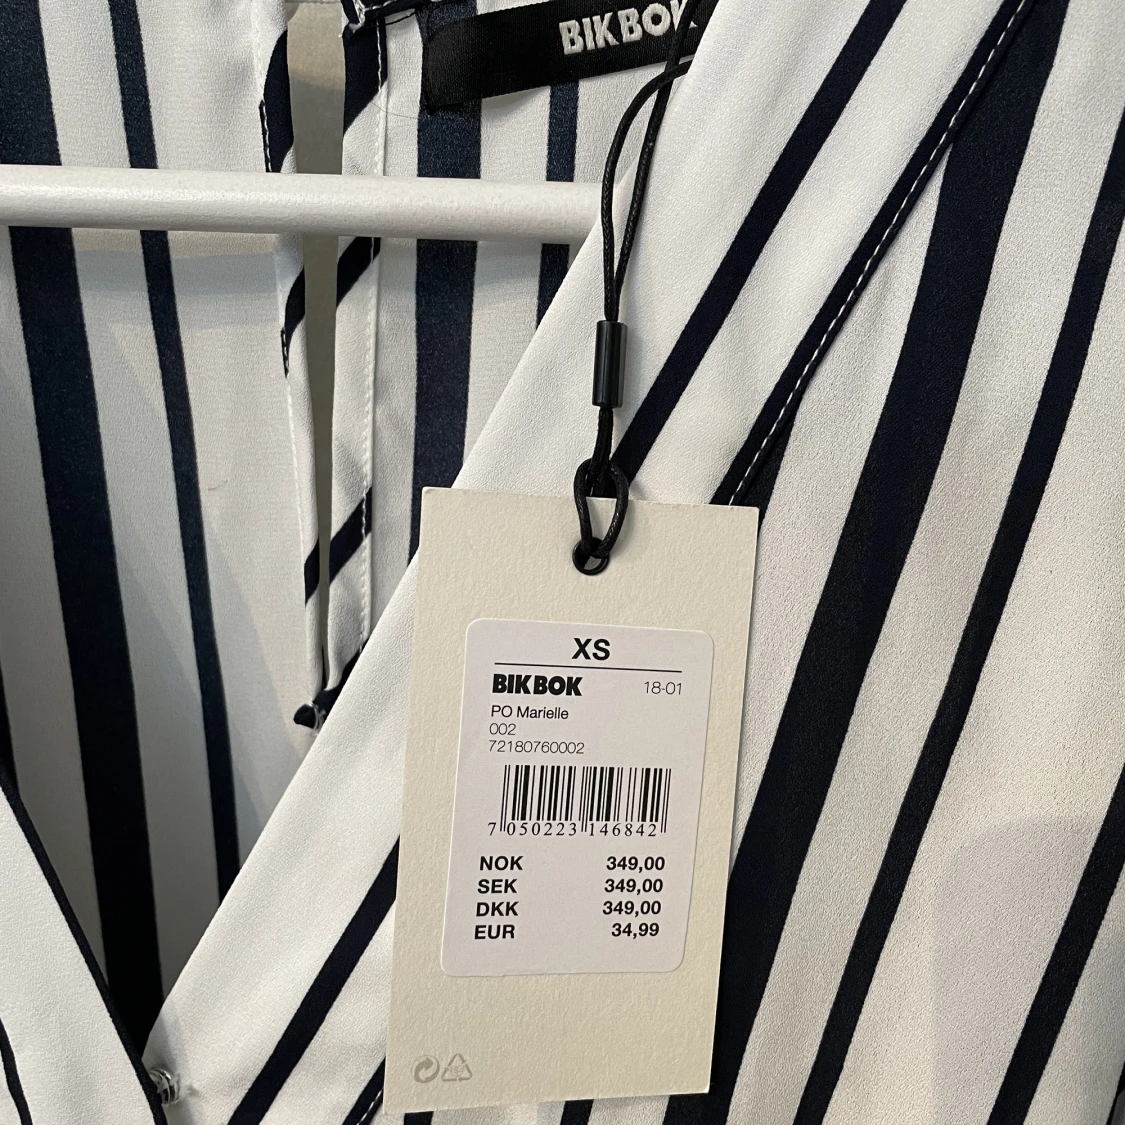 BIKBOK
XS
BIKBOK 18-01
PO Marielle
002
72180760002
7 050223 146842
NOK 349,00
SEK 349,00
DKK 349,00
EUR 34,99